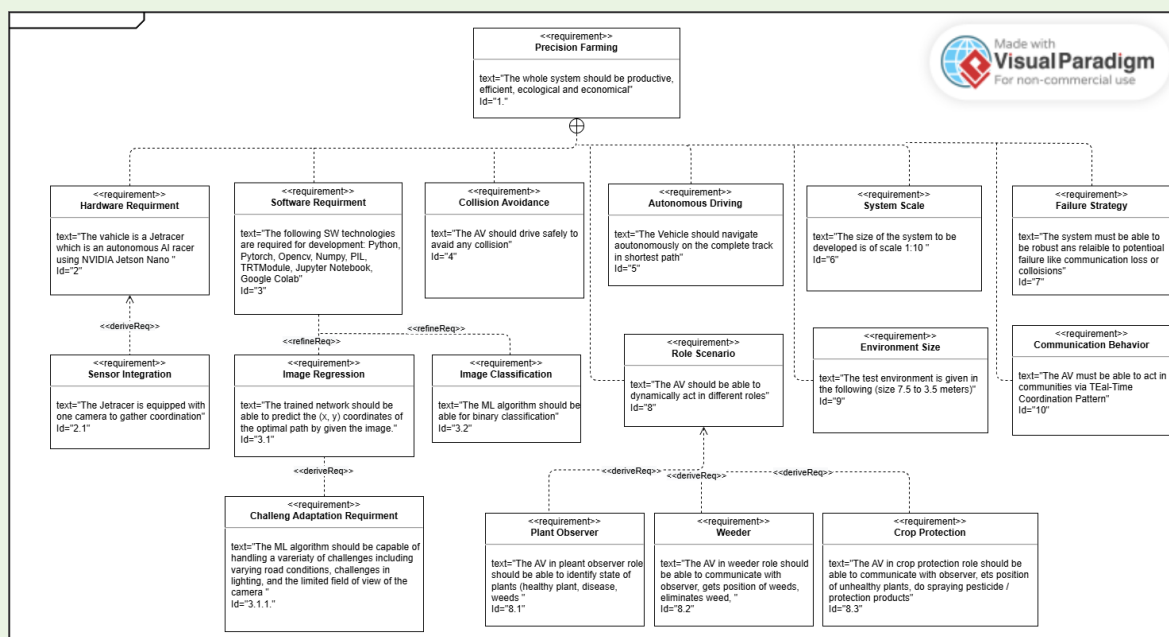 <<requirement>>
Precision Farming
text="The whole system should be productive,
efficient, ecological and economical"
Id="1."
Made with
Visual Paradigm
For non-commercial use
<<requirement>>
Hardware Requirment
text="The vahicle is a Jetracer
which is an autonomous AI racer
using NVIDIA Jetson Nano "
Id="2"
<<requirement>>
Software Requirment
text="The following SW technologies
are required for development: Python,
Pytorch, Opencv, Numpy, PIL,
TRTModule, Jupyter Notebook,
Google Colab"
Id="3"
<<requirement>>
Collision Avoidance
text="The AV should drive safely to
avaid any collision"
Id="4"
<<requirement>>
Autonomous Driving
text="The Vehicle should navigate
aoutonomously on the complete track
in shortest path"
Id="5"
<<requirement>>
System Scale
text="The size of the system to be
developed is of scale 1:10 "
Id="6"
<<requirement>>
Failure Strategy
text="The system must be able to
be robust ans relaible to potentioal
failure like communication loss or
colloisions"
Id="7"
<<deriveReq>>
<<refineReq>>
<<refineReq>>
<<requirement>>
Sensor Integration
text="The Jetracer is equipped with
one camera to gather coordination"
Id="2.1"
<<requirement>>
Image Regression
text="The trained network should be
able to predict the (x, y) coordinates of
the optimal path by given the image."
Id="3.1"
<<requirement>>
Image Classification
text="The ML algorithm should be
able for binary classification"
Id="3.2"
<<requirement>>
Role Scenario
text="The AV should be able to
dynamically act in different roles"
Id="8"
<<requirement>>
Environment Size
text="The test environment is given in
the following (size 7.5 to 3.5 meters)"
Id="9"
<<requirement>>
Communication Behavior
text="The AV must be able to act in
communities via TEal-Time
Coordination Pattern"
Id="10"
<<deriveReq>>
<<deriveReq>>
<<deriveReq>>
<<deriveReq>>
<<requirement>>
Challeng Adaptation Requirment
text="The ML algorithm should be capable of
handling a vareriaty of challenges including
varying road conditions, challenges in
lighting, and the limited field of view of the
camera "
Id="3.1.1."
<<requirement>>
Plant Observer
text="The AV in pleant observer role
should be able to identify state of
plants (healthy plant, disease,
weeds "
Id="8.1"
<<requirement>>
Weeder
text="The AV in weeder role should
be able to communicate with
observer, gets position of weeds,
eliminates weed, "
Id="8.2"
<<requirement>>
Crop Protection
text="The AV in crop protection role should be
able to communicate with observer, ets position
of unhealthy plants, do spraying pesticide /
protection products"
Id="8.3"